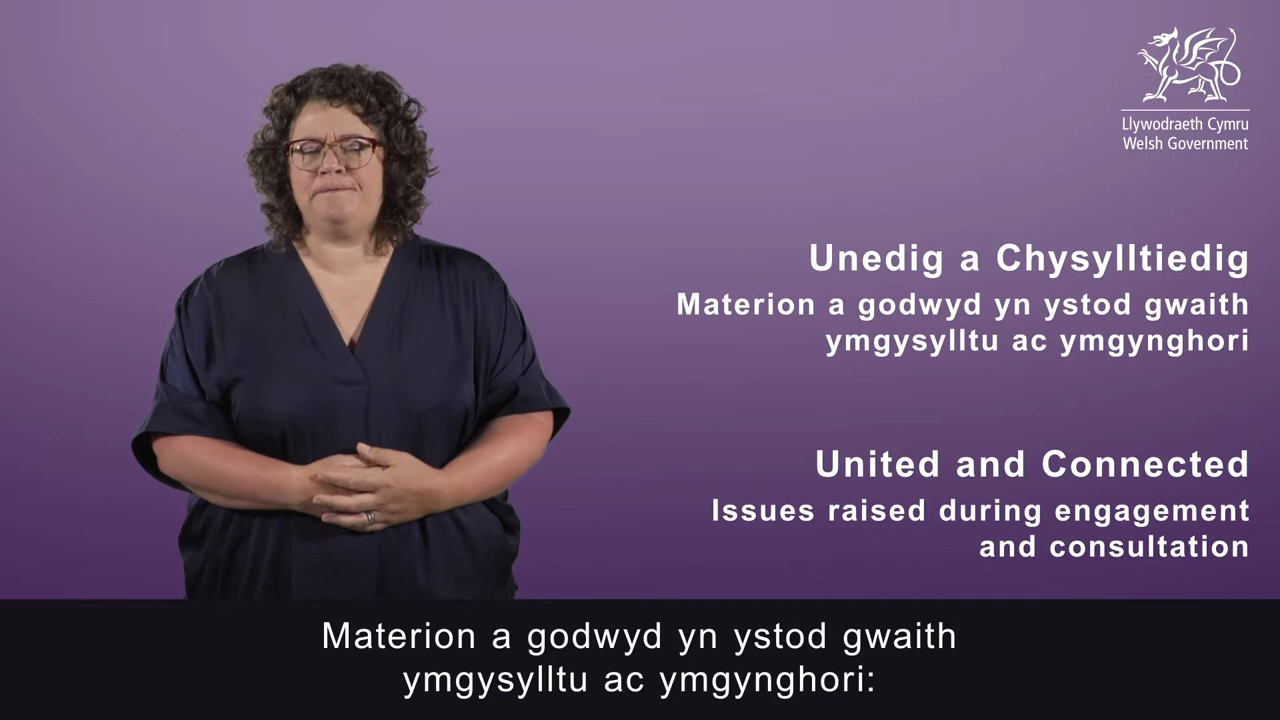 Llywodraeth Cymru
Welsh Government
Unedig a Chysylltiedig
Materion a godwyd yn ystod gwaith
ymgysylltu ac ymgynghori
United and Connected
Issues raised during engagement
and consultation
Materion a godwyd yn ystod gwaith
ymgysylltu ac ymgynghori: